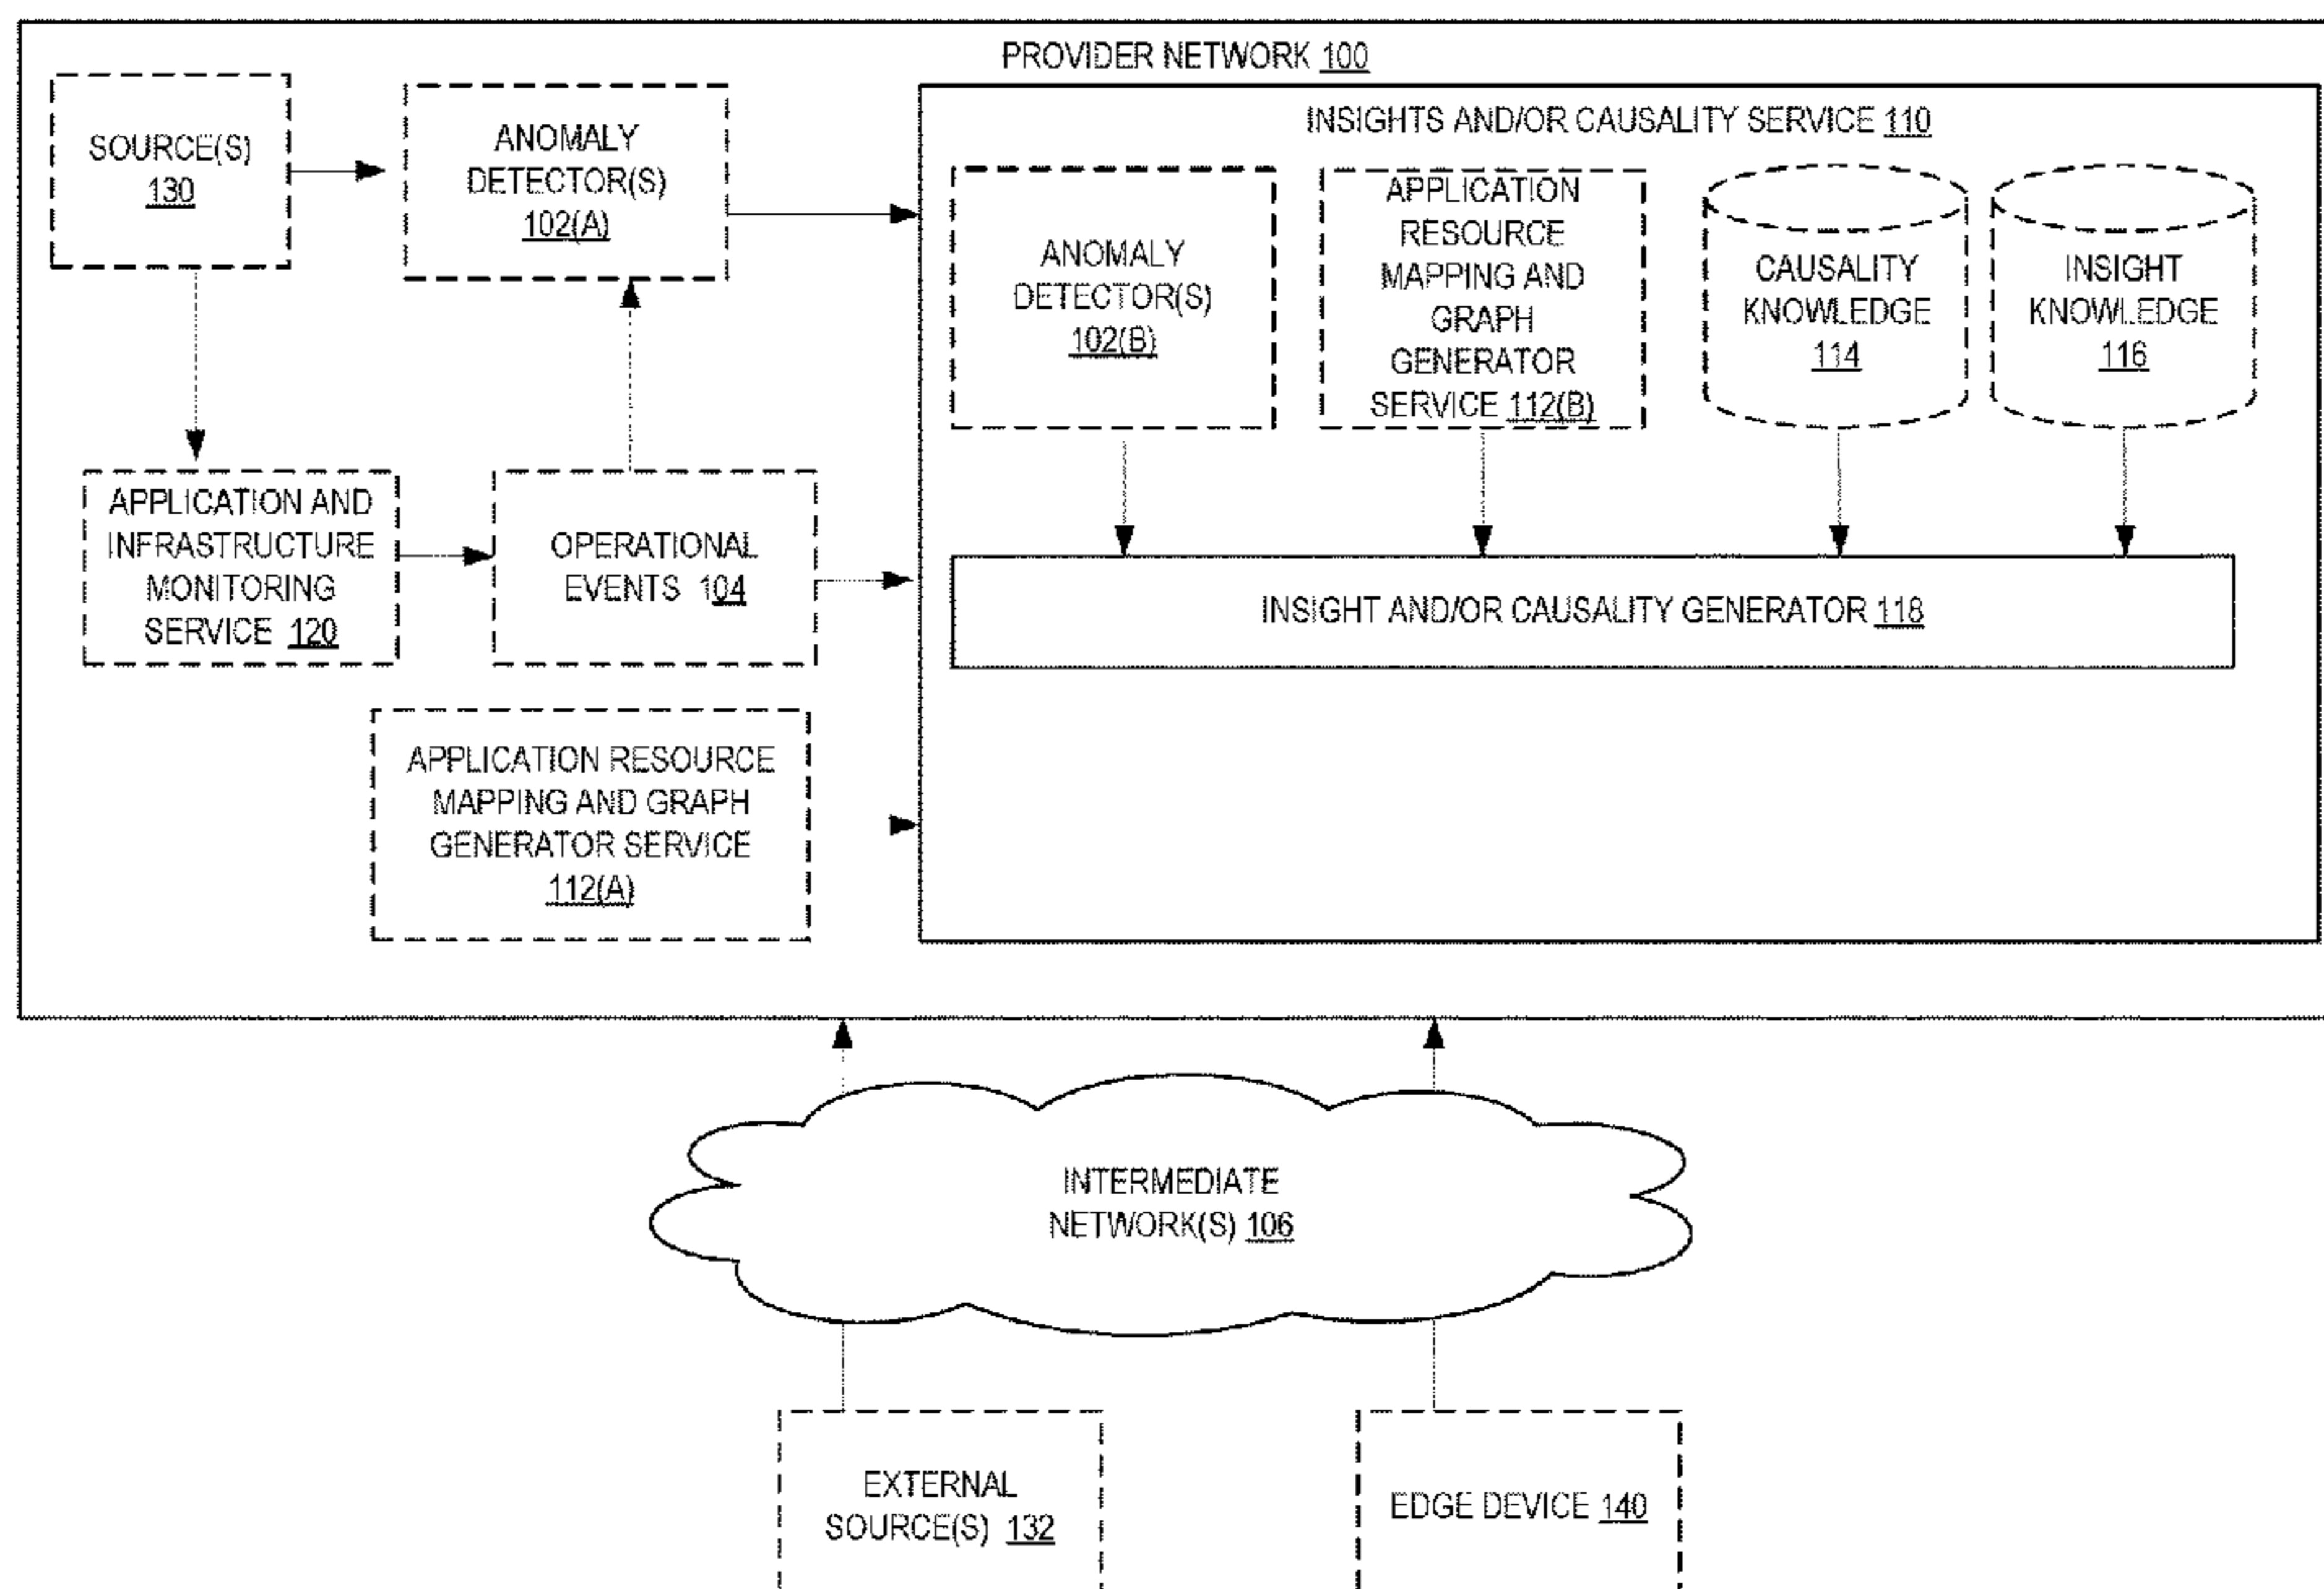 PROVIDER NETWORK 100
SOURCE(S)
130
ANOMALY
DETECTOR(S)
102(A)
INSIGHTS AND/OR CAUSALITY SERVICE 110
ANOMALY
DETECTOR(S)
102(B)
APPLICATION
RESOURCE
MAPPING AND
GRAPH
GENERATOR
SERVICE 112(B)
CAUSALITY
KNOWLEDGE
114
INSIGHT
KNOWLEDGE
116
APPLICATION AND
INFRASTRUCTURE
MONITORING
SERVICE 120
OPERATIONAL
EVENTS 104
INSIGHT AND/OR CAUSALITY GENERATOR 118
APPLICATION RESOURCE
MAPPING AND GRAPH
GENERATOR SERVICE
112(A)
INTERMEDIATE
NETWORK(S) 106
EXTERNAL
SOURCE(S) 132
EDGE DEVICE 140